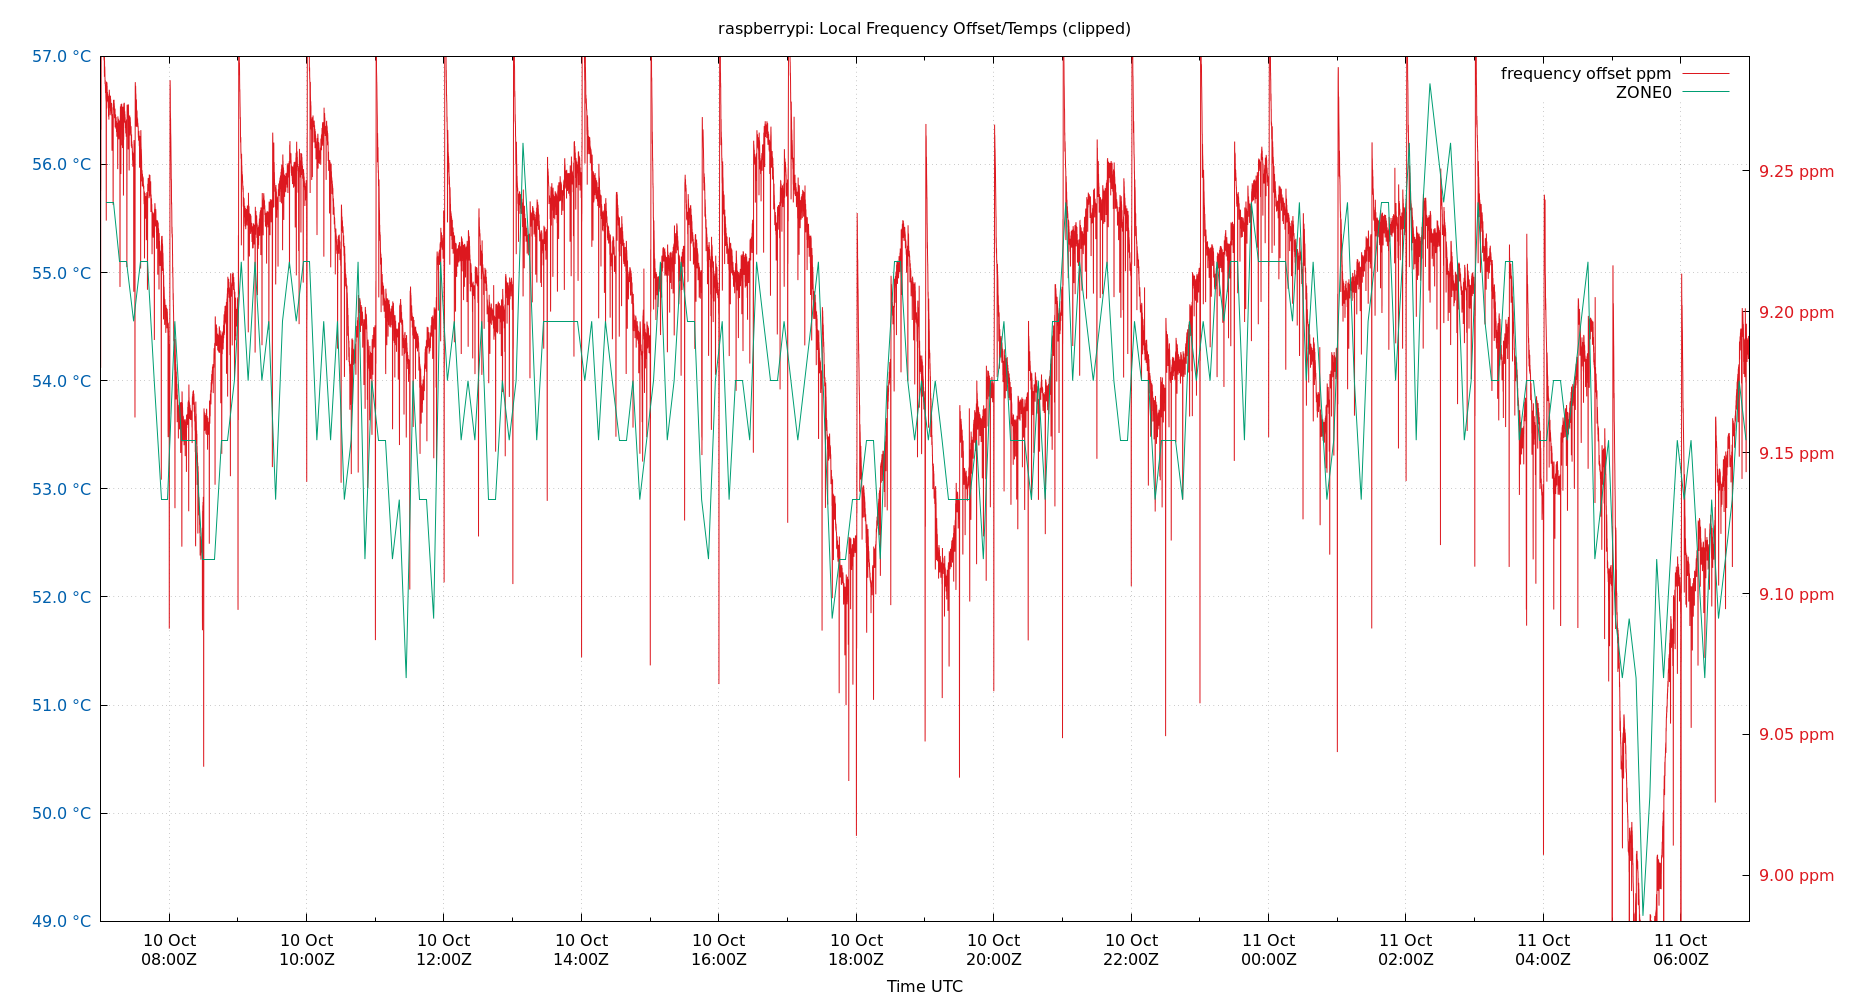 raspberrypi: Local Frequency Offset/Temps (clipped)
frequency offset ppm
ZONE0
57.0 °C
56.0 °C
55.0 °C
54.0 °C
53.0 °C
52.0 °C
51.0 °C
50.0 °C
49.0 °C
9.25 ppm
9.20 ppm
9.15 ppm
9.10 ppm
9.05 ppm
9.00 ppm
10 Oct
08:00Z
10 Oct
10:00Z
10 Oct
12:00Z
10 Oct
14:00Z
10 Oct
16:00Z
10 Oct
18:00Z
10 Oct
20:00Z
10 Oct
22:00Z
11 Oct
00:00Z
11 Oct
02:00Z
11 Oct
04:00Z
11 Oct
06:00Z
Time UTC